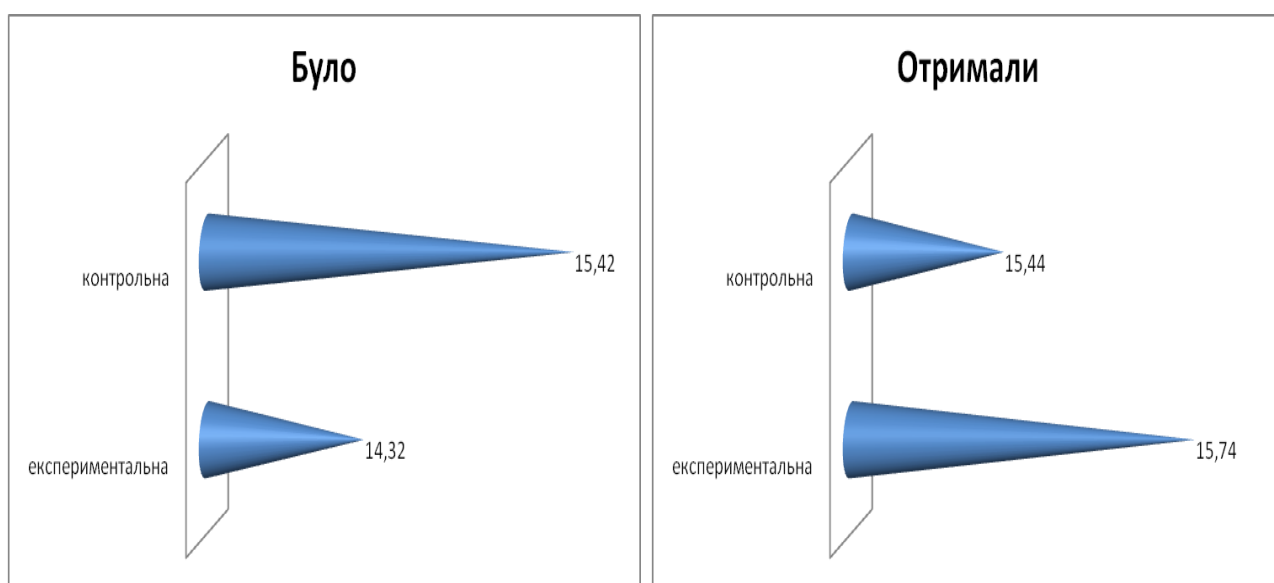 Було
контрольна
15,42
експериментальна
14,32
Отримали
контрольна
15,44
експериментальна
15,74